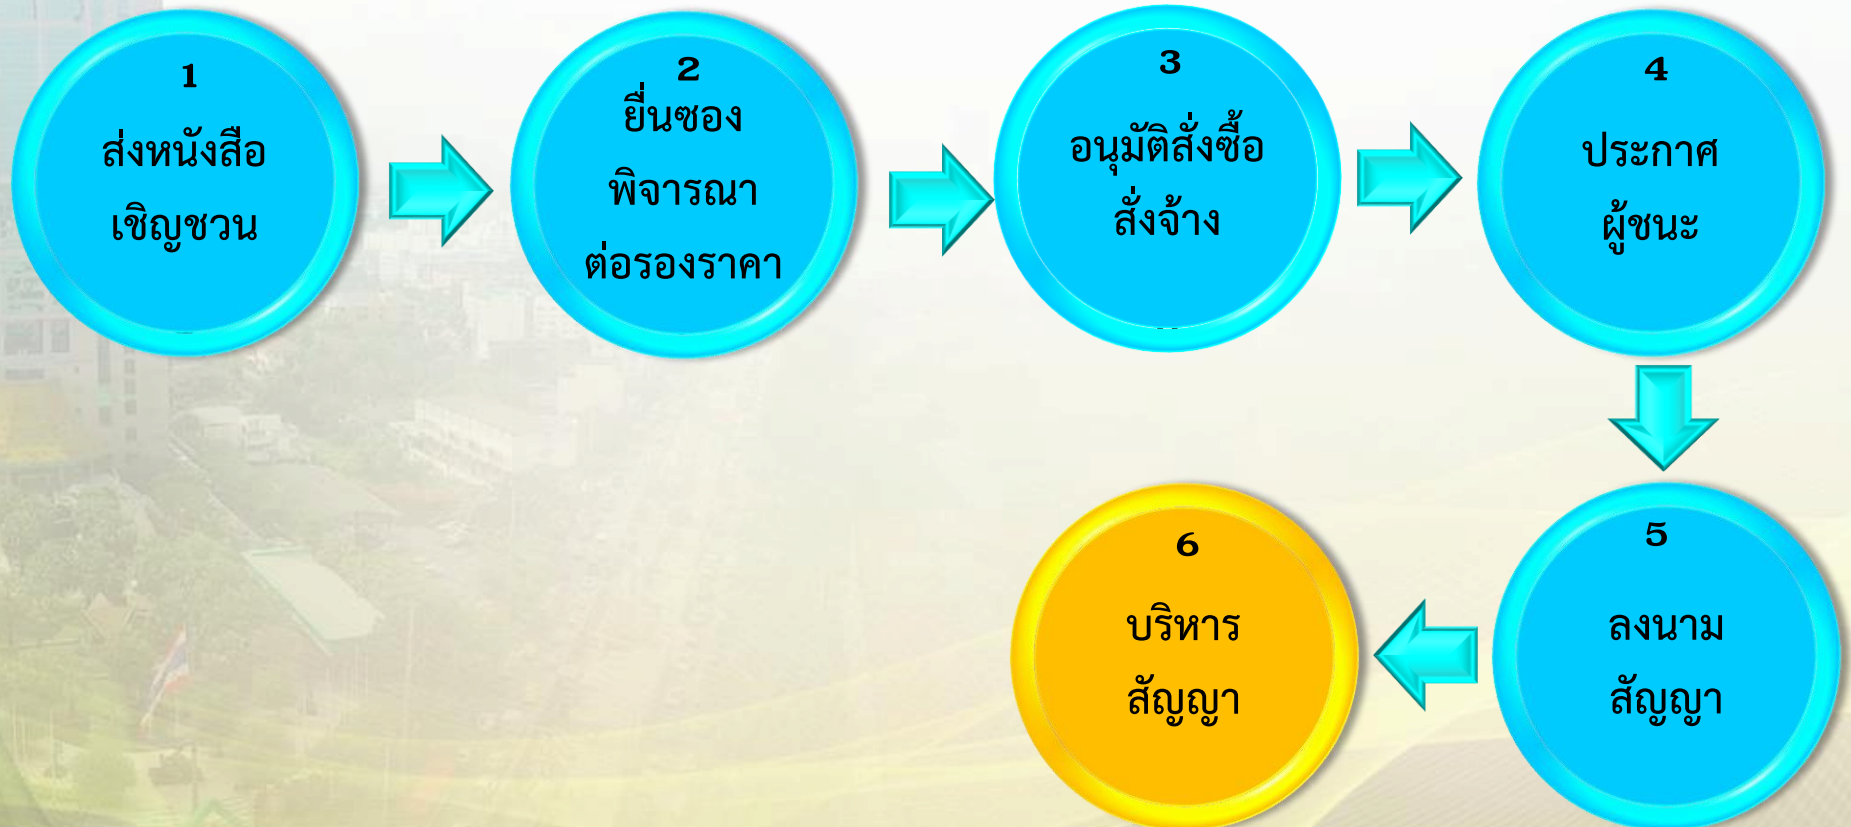 1
ส่งหนังสือ
เชิญชวน
2
ยื่นซอง
พิจารณา
ต่อรองราคา
3
อนุมัติสั่งซื้อ
สั่งจ้าง
4
ประกาศ
ผู้ชนะ
5
ลงนาม
สัญญา
6
บริหาร
สัญญา